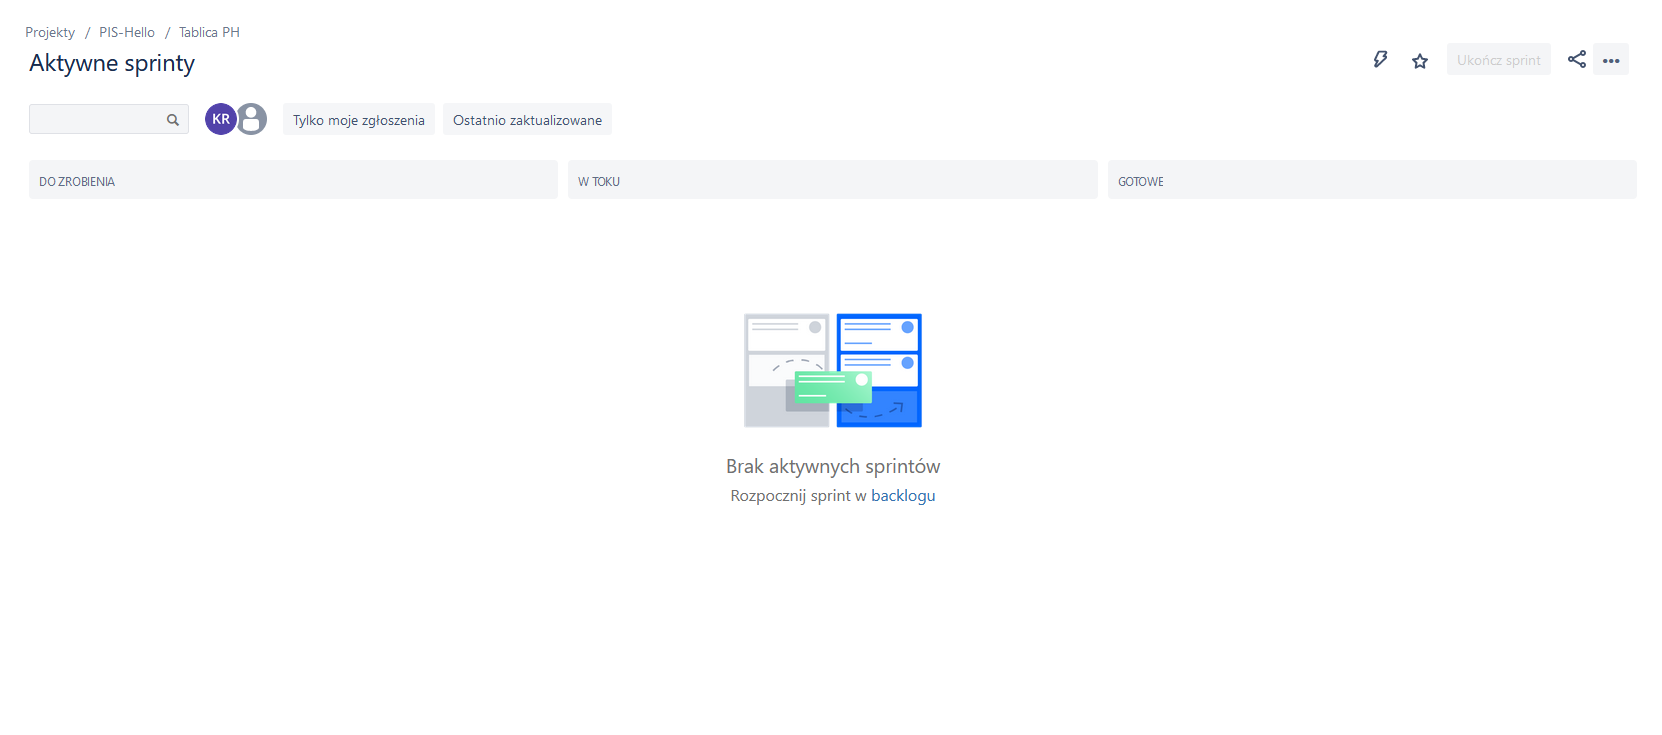 Projekty / PIS-Hello / Tablica PH
Aktywne sprinty
Ukończ sprint
KR
Tylko moje zgłoszenia
Ostatnio zaktualizowane
DO ZROBIENIA
W TOKU
GOTOWE
Brak aktywnych sprintów
Rozpocznij sprint w backlogu